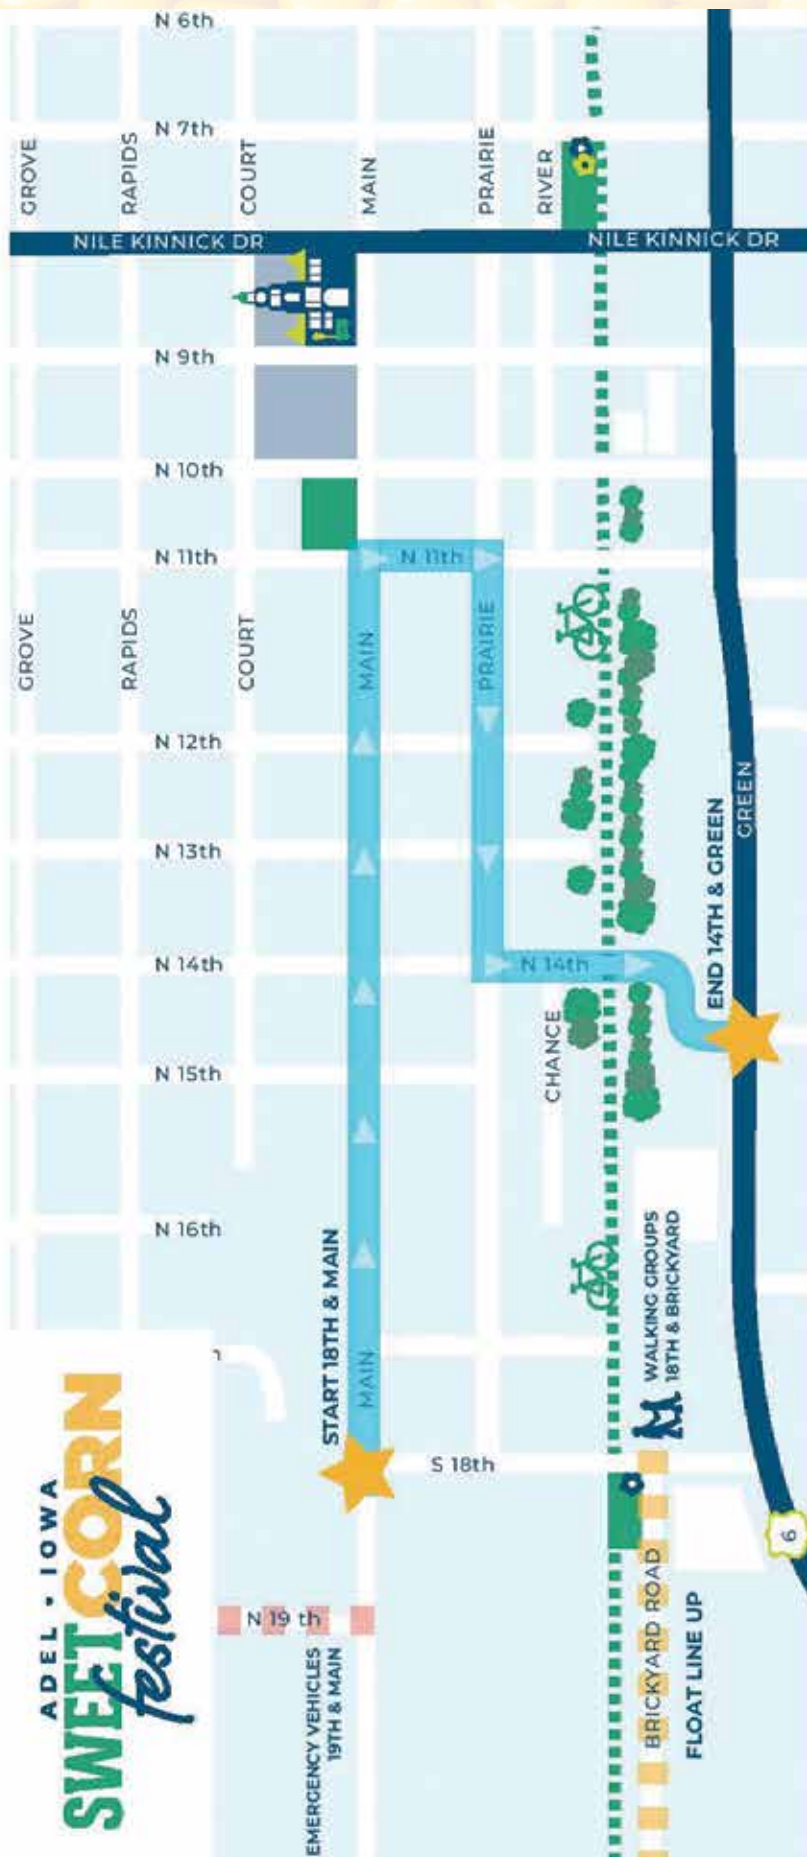 N 6th
N 7th
GROVE
RAPIDS
COURT
MAIN
PRAIRIE
RIVER
NILE KINNICK DR
NILE KINNICK DR
N 9th
N 10th
N 11th
N 11th
GROVE
RAPIDS
COURT
MAIN
PRAIRIE
N 12th
GREEN
N 13th
END 14TH & GREEN
N 14th
N 14th
CHANCE
N 15th
N 16th
START 18TH & MAIN
MAIN
WALKING GROUPS
18TH & BRICKYARD
S 18th
6
ADEL • IOWA
SWEET CORN
festival
N 19 th
EMERGENCY VEHICLES
19TH & MAIN
BRICKYARD ROAD
FLOAT LINE UP